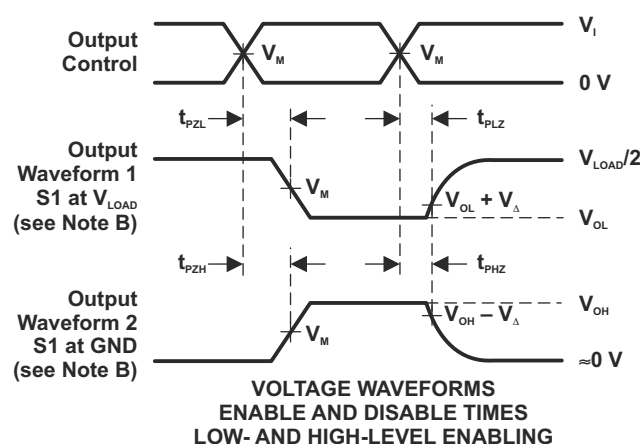 Output
Control
V_M
V_M
V_I
0 V
t_PZL
t_PLZ
Output
Waveform 1
S1 at V_LOAD
(see Note B)
V_M
V_LOAD/2
V_OL + V_Δ
V_OL
t_PZH
t_PHZ
Output
Waveform 2
S1 at GND
(see Note B)
V_M
V_OH
V_OH – V_Δ
≈0 V
VOLTAGE WAVEFORMS
ENABLE AND DISABLE TIMES
LOW- AND HIGH-LEVEL ENABLING